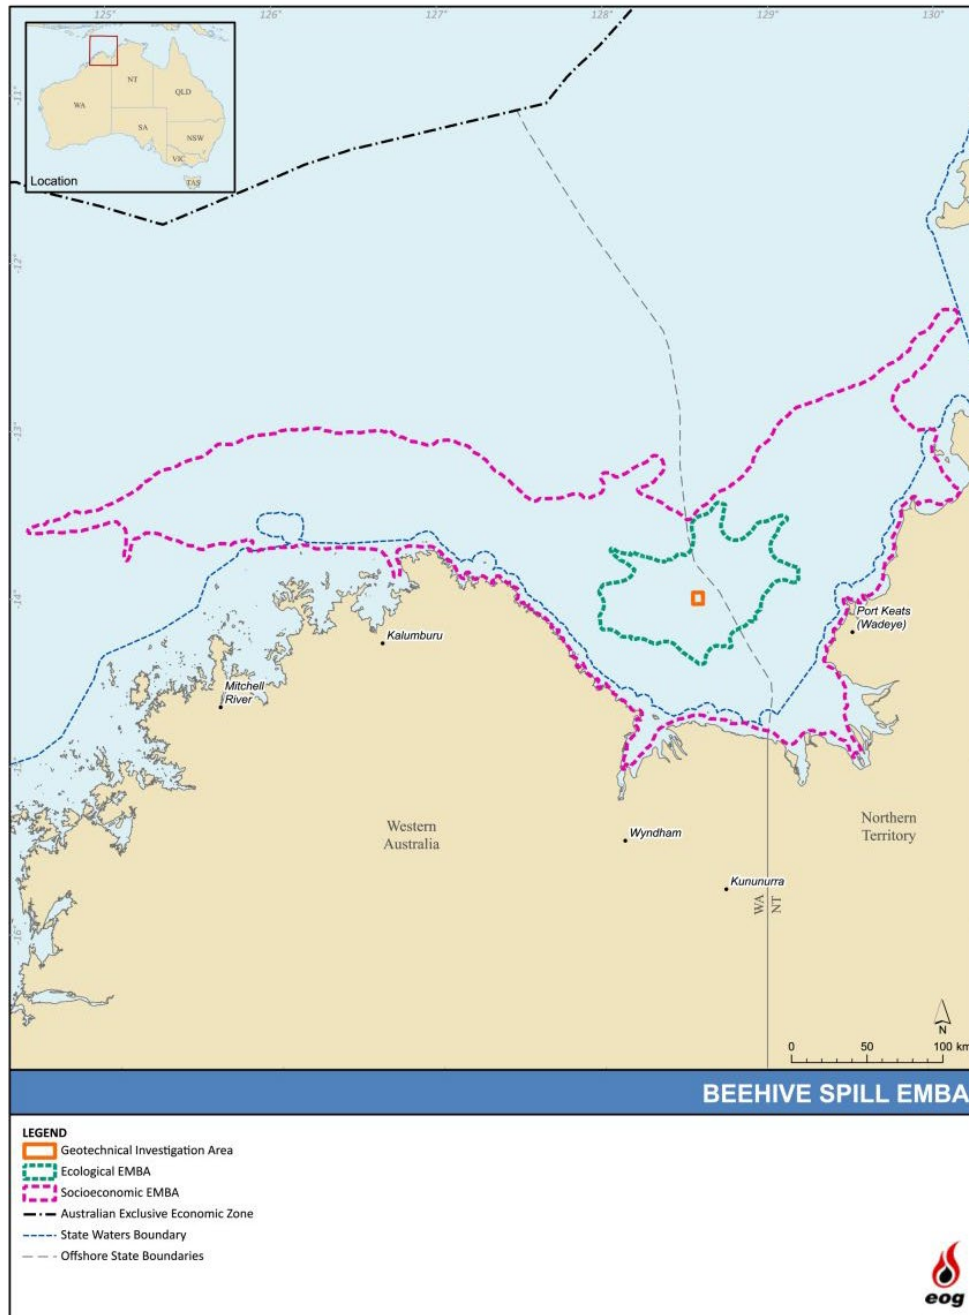 125°
126°
127°
128°
129°
130°
-11°
-12°
-13°
-14°
-16°
WA
NT
QLD
SA
NSW
VIC
TAS
Location
Kalumburu
Mitchell
River
Port Keats
(Wadeye)
Western
Australia
Northern
Territory
Wyndham
Kununurra
WA
NT
N
0 50 100 km
BEEHIVE SPILL EMBA
LEGEND
Geotechnical Investigation Area
Ecological EMBA
Socioeconomic EMBA
Australian Exclusive Economic Zone
State Waters Boundary
Offshore State Boundaries
eog